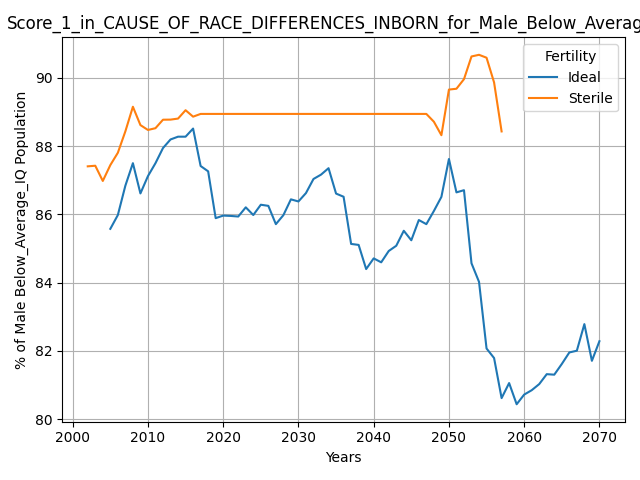 Score_1_in_CAUSE_OF_RACE_DIFFERENCES_INBORN_for_Male_Below_Averag
Fertility
Ideal
Sterile
% of Male Below_Average_IQ Population
90
88
86
84
82
80
2000 2010 2020 2030 2040 2050 2060 2070
Years